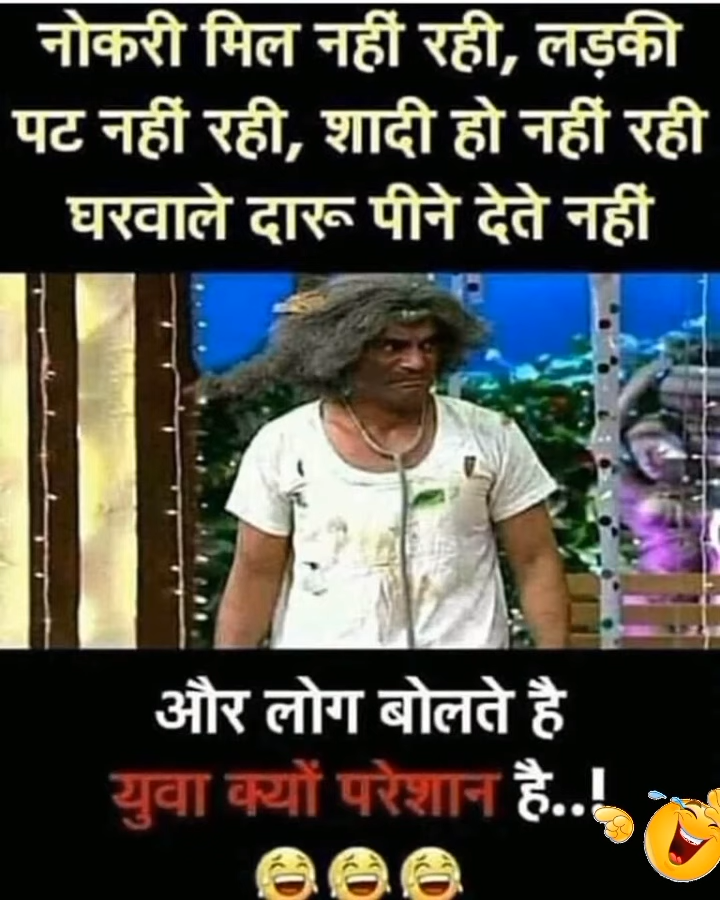 नोकरी मिल नहीं रही, लड़की
पट नहीं रही, शादी हो नहीं रही
घरवाले दारू पीने देते नहीं
और लोग बोलते है
युवा क्यों परेशान है..!